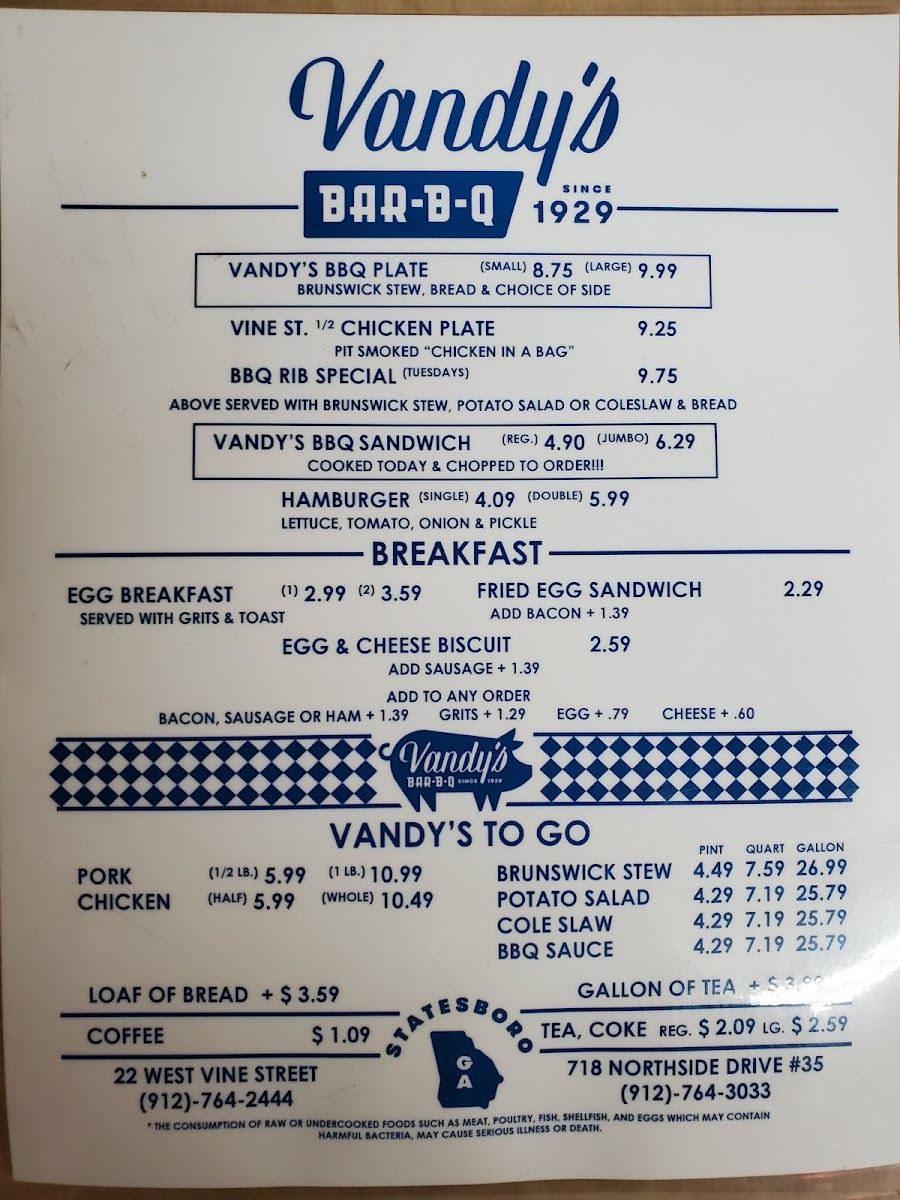 Vandy's
BAR-B-Q SINCE 1929
VANDY'S BBQ PLATE (SMALL) 8.75 (LARGE) 9.99
BRUNSWICK STEW, BREAD & CHOICE OF SIDE
VINE ST. 1/2 CHICKEN PLATE 9.25
PIT SMOKED "CHICKEN IN A BAG"
BBQ RIB SPECIAL (TUESDAYS) 9.75
ABOVE SERVED WITH BRUNSWICK STEW, POTATO SALAD OR COLESLAW & BREAD
VANDY'S BBQ SANDWICH (REG.) 4.90 (JUMBO) 6.29
COOKED TODAY & CHOPPED TO ORDER!!!
HAMBURGER (SINGLE) 4.09 (DOUBLE) 5.99
LETTUCE, TOMATO, ONION & PICKLE
BREAKFAST
EGG BREAKFAST (1) 2.99 (2) 3.59
SERVED WITH GRITS & TOAST
FRIED EGG SANDWICH 2.29
ADD BACON + 1.39
EGG & CHEESE BISCUIT 2.59
ADD SAUSAGE + 1.39
ADD TO ANY ORDER
BACON, SAUSAGE OR HAM + 1.39 GRITS + 1.29 EGG + .79 CHEESE + .60
Vandy's
BAR-B-Q SINCE 1929
VANDY'S TO GO
PORK (1/2 LB.) 5.99 (1 LB.) 10.99
CHICKEN (HALF) 5.99 (WHOLE) 10.49
PINT QUART GALLON
BRUNSWICK STEW 4.49 7.59 26.99
POTATO SALAD 4.29 7.19 25.79
COLE SLAW 4.29 7.19 25.79
BBQ SAUCE 4.29 7.19 25.79
LOAF OF BREAD + $ 3.59
GALLON OF TEA + $
COFFEE $ 1.09
TEA, COKE REG. $ 2.09 LG. $ 2.59
STATESBORO
GA
22 WEST VINE STREET
(912)-764-2444
718 NORTHSIDE DRIVE #35
(912)-764-3033
* THE CONSUMPTION OF RAW OR UNDERCOOKED FOODS SUCH AS MEAT, POULTRY, FISH, SHELLFISH, AND EGGS WHICH MAY CONTAIN
HARMFUL BACTERIA, MAY CAUSE SERIOUS ILLNESS OR DEATH.